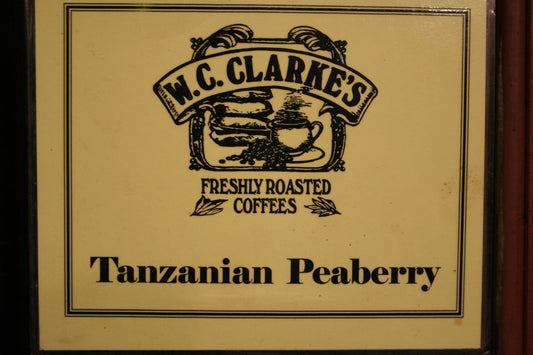 W.C. CLARKE'S
FRESHLY ROASTED
COFFEES
Tanzanian Peaberry